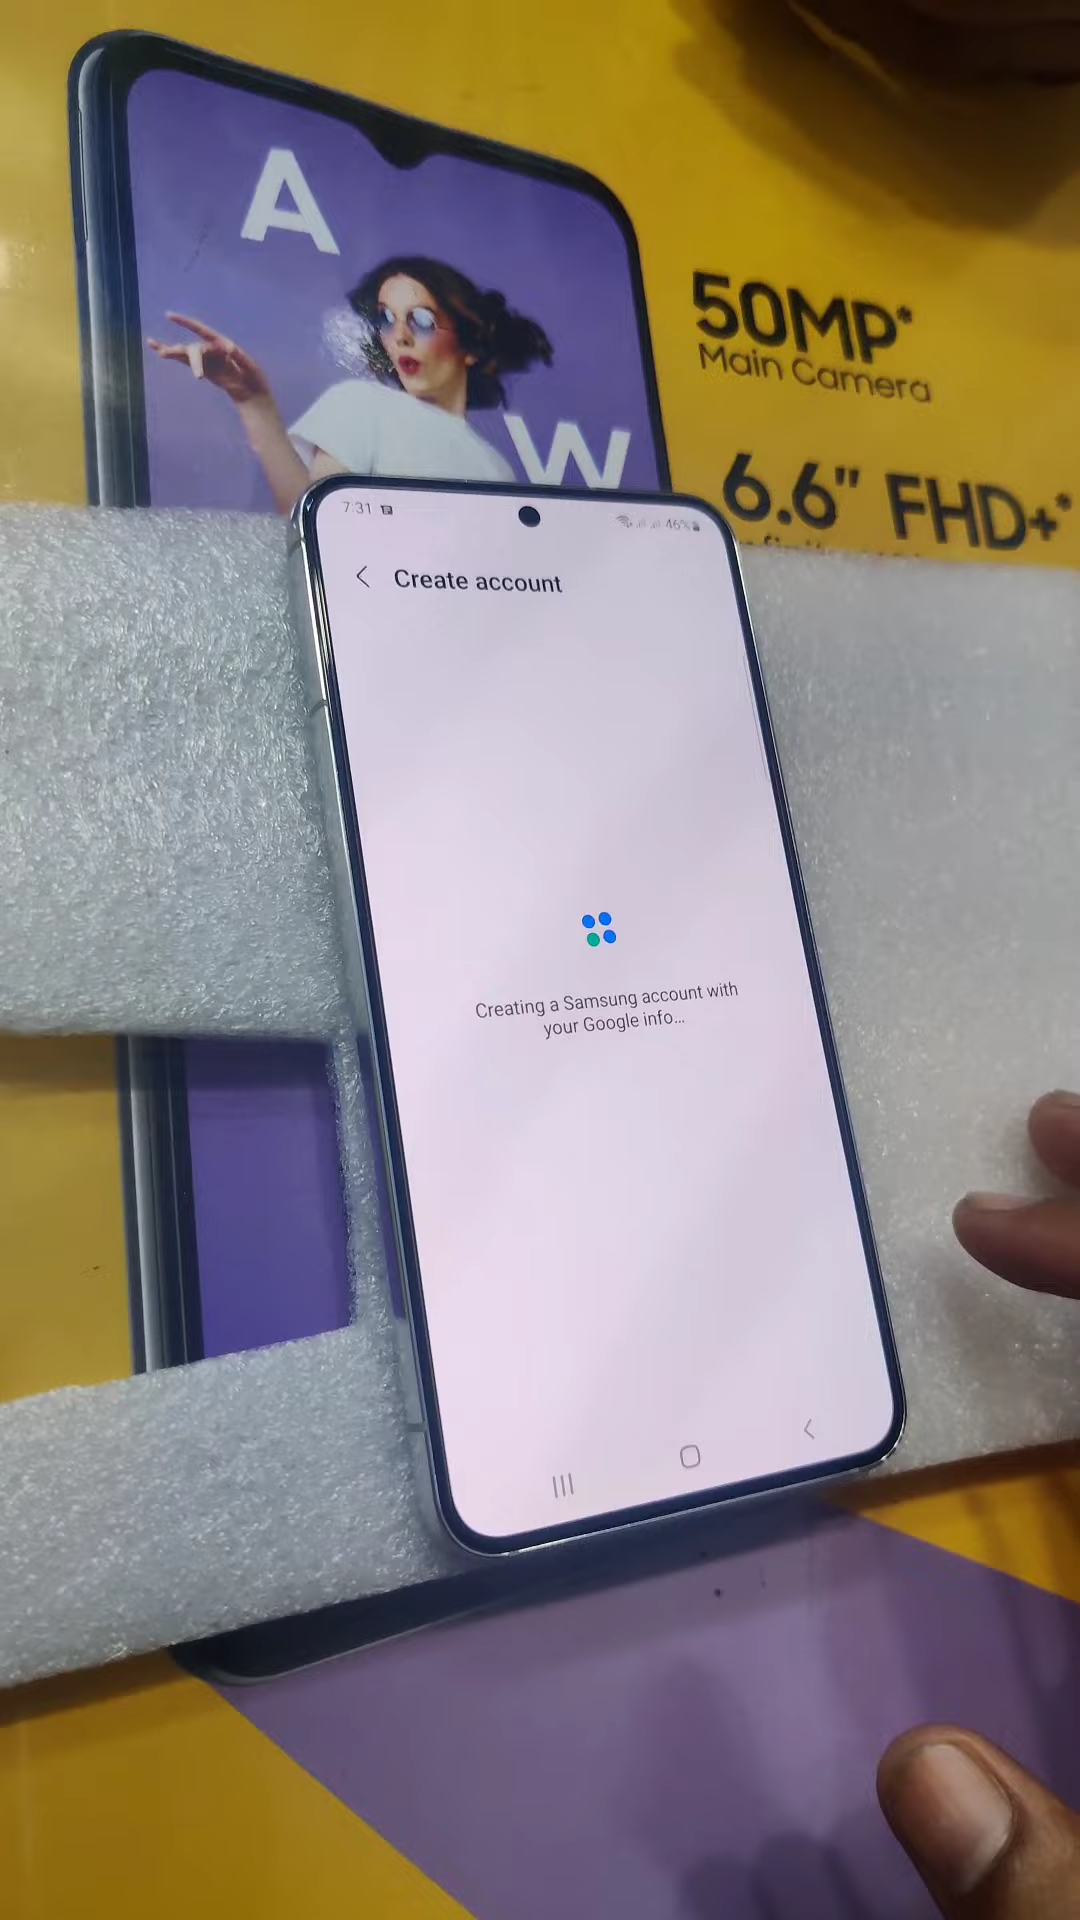 A
W
50MP*
Main Camera
6.6" FHD+*
7:31
46%
Create account
Creating a Samsung account with
your Google info...